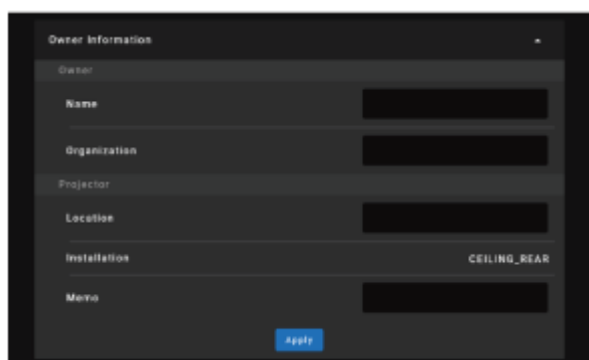 Owner Information
Owner
Name
Organization
Projector
Location
Installation CEILING_REAR
Memo
Apply